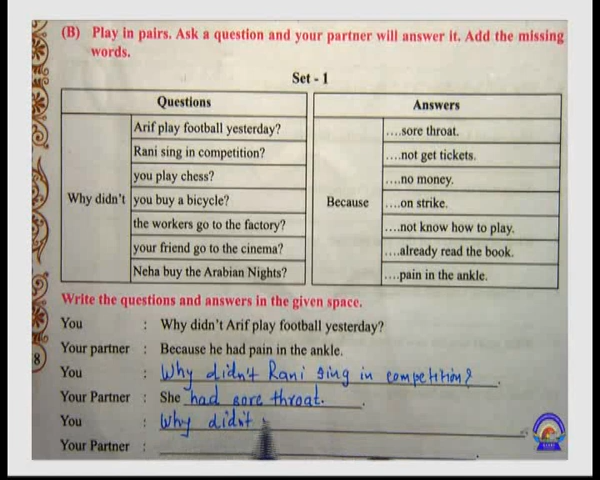 (B) Play in pairs. Ask a question and your partner will answer it. Add the missing
words.
Set - 1
Questions
Answers
Why didn't
Arif play football yesterday?
Rani sing in competition?
you play chess?
you buy a bicycle?
the workers go to the factory?
your friend go to the cinema?
Neha buy the Arabian Nights?
Because
....sore throat.
....not get tickets.
....no money.
....on strike.
....not know how to play.
....already read the book.
....pain in the ankle.
Write the questions and answers in the given space.
You : Why didn't Arif play football yesterday?
Your partner : Because he had pain in the ankle.
You : Why didn't Rani sing in competition?
Your Partner : She had sore throat.
You : Why didn't
Your Partner :
8